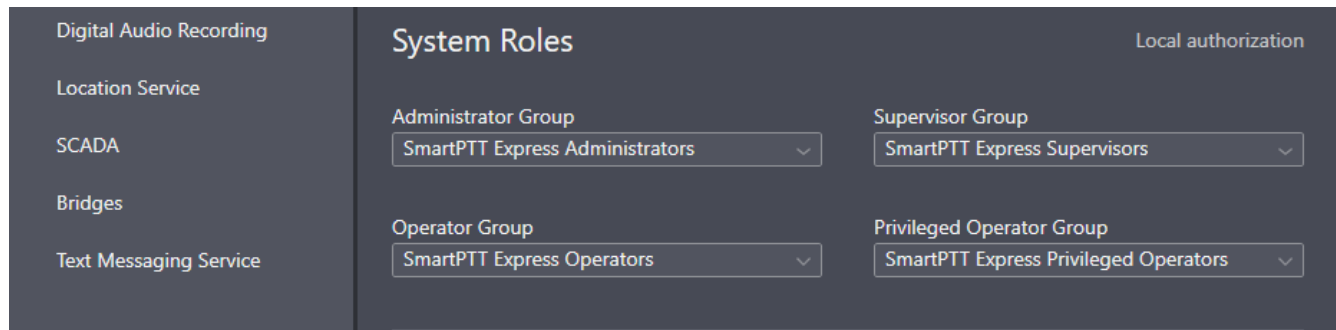 Digital Audio Recording
Location Service
SCADA
Bridges
Text Messaging Service
System Roles
Local authorization
Administrator Group
Supervisor Group
SmartPTT Express Administrators
SmartPTT Express Supervisors
Operator Group
Privileged Operator Group
SmartPTT Express Operators
SmartPTT Express Privileged Operators